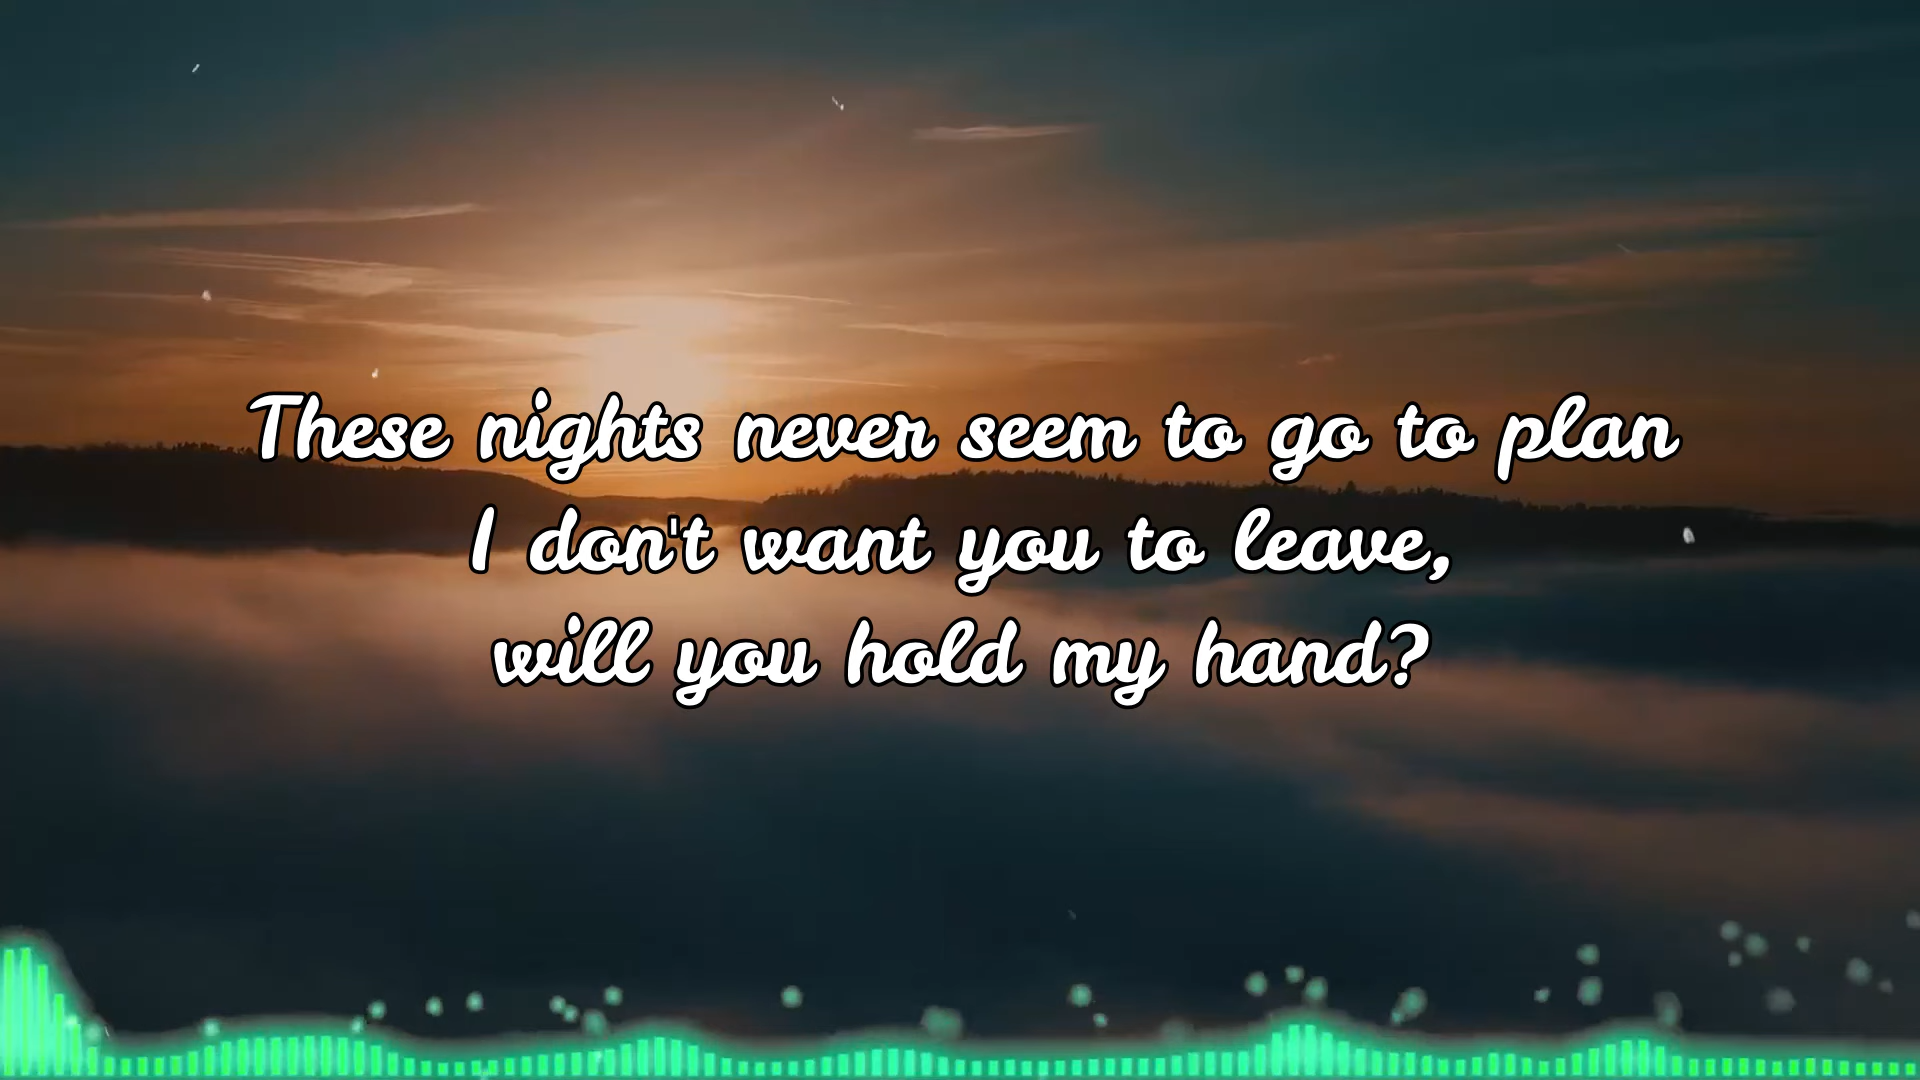 These nights never seem to go to plan
I don't want you to leave,
will you hold my hand?